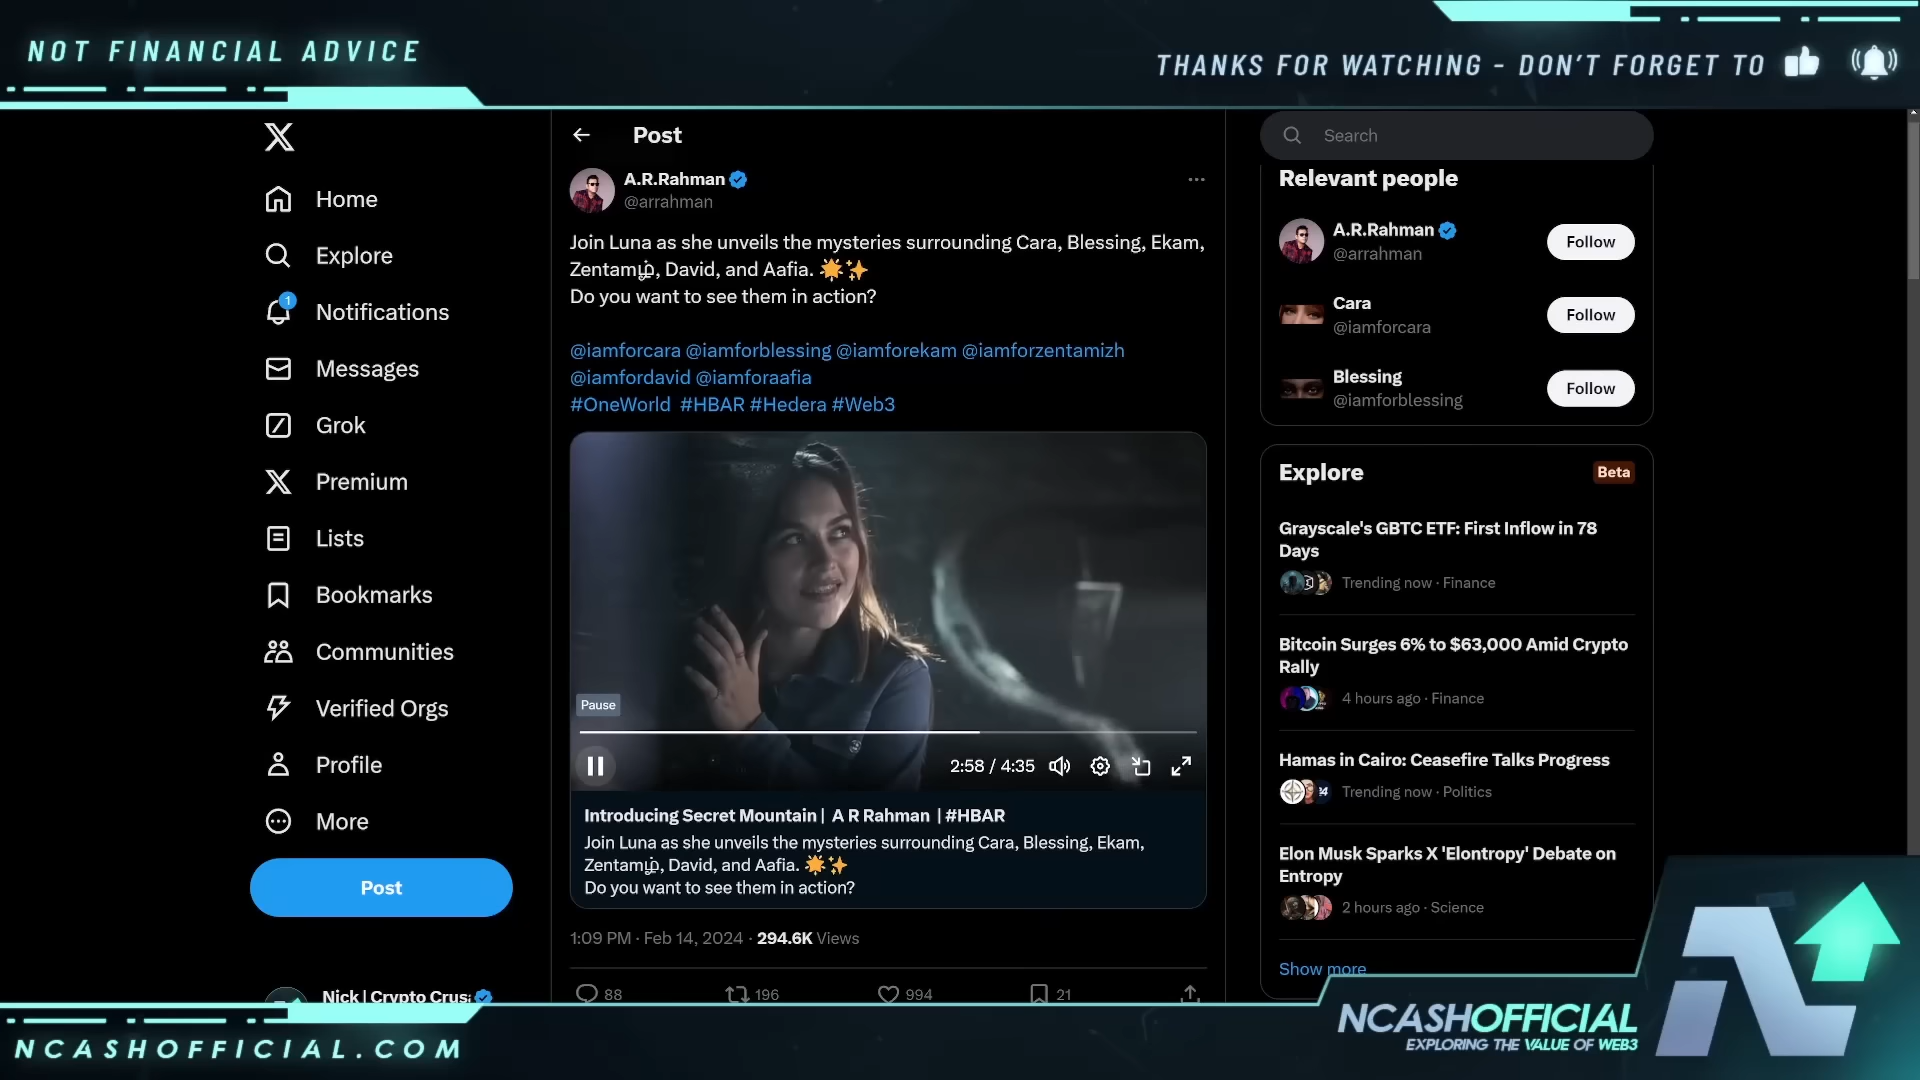 NOT FINANCIAL ADVICE
THANKS FOR WATCHING - DON'T FORGET TO
Home
Explore
1
Notifications
Messages
Grok
Premium
Lists
Bookmarks
Communities
Verified Orgs
Profile
More
Post
Nick | Crypto Crus
Post
A.R.Rahman
@arrahman
Join Luna as she unveils the mysteries surrounding Cara, Blessing, Ekam,
Zentamழ், David, and Aafia. 🌟✨
Do you want to see them in action?
@iamforcara @iamforblessing @iamforekam @iamforzentamizh
@iamfordavid @iamforaafia
#OneWorld #HBAR #Hedera #Web3
Pause
2:58 / 4:35
Introducing Secret Mountain | A R Rahman | #HBAR
Join Luna as she unveils the mysteries surrounding Cara, Blessing, Ekam,
Zentamழ், David, and Aafia. 🌟✨
Do you want to see them in action?
1:09 PM · Feb 14, 2024 · 294.6K Views
88 196 994 21
Search
Relevant people
A.R.Rahman
@arrahman
Follow
Cara
@iamforcara
Follow
Blessing
@iamforblessing
Follow
Explore
Beta
Grayscale's GBTC ETF: First Inflow in 78
Days
Trending now · Finance
Bitcoin Surges 6% to $63,000 Amid Crypto
Rally
4 hours ago · Finance
Hamas in Cairo: Ceasefire Talks Progress
Trending now · Politics
Elon Musk Sparks X 'Elontropy' Debate on
Entropy
2 hours ago · Science
Show more
NCASHOFFICIAL.COM
NCASHOFFICIAL
EXPLORING THE VALUE OF WEB3